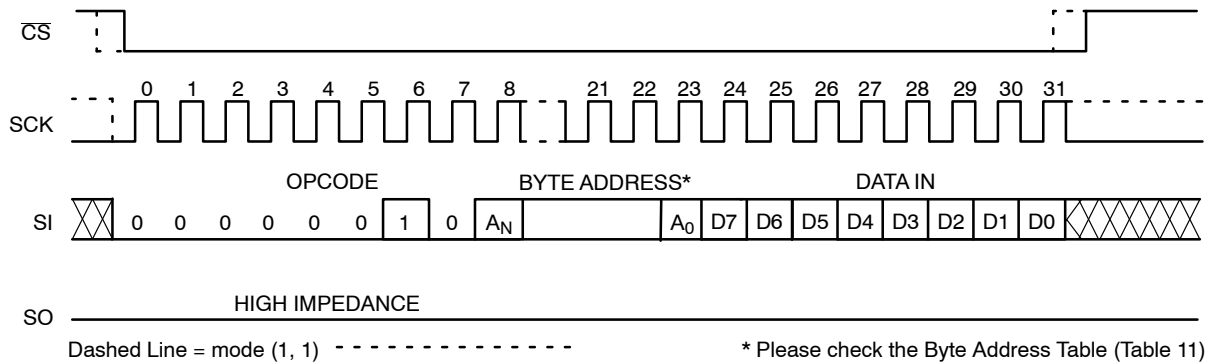 CS
0 1 2 3 4 5 6 7 8 21 22 23 24 25 26 27 28 29 30 31
SCK
OPCODE BYTE ADDRESS* DATA IN
SI 0 0 0 0 0 0 1 0 AN A0 D7 D6 D5 D4 D3 D2 D1 D0
HIGH IMPEDANCE
SO
Dashed Line = mode (1, 1) * Please check the Byte Address Table (Table 11)